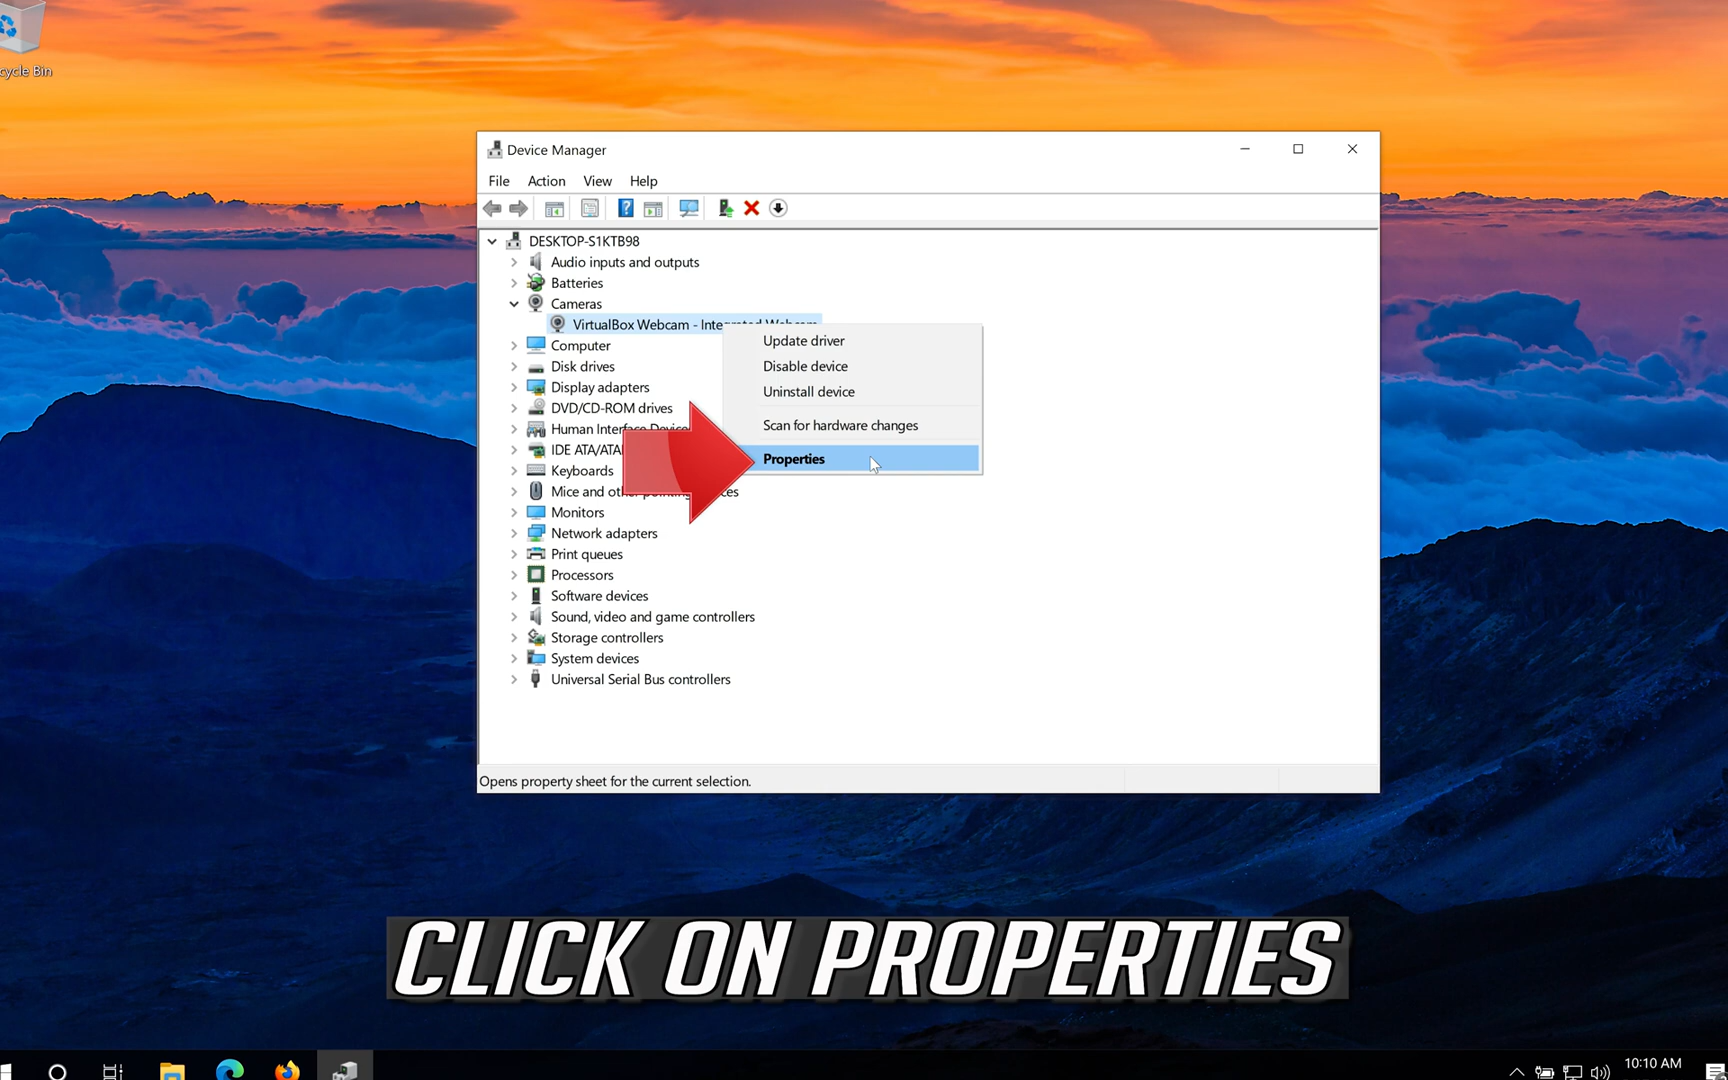 cycle Bin
Device Manager
File Action View Help
DESKTOP-S1KTB98
Audio inputs and outputs
Batteries
Cameras
VirtualBox Webcam - Integrated Webcam
Update driver
Computer
Disable device
Disk drives
Uninstall device
Display adapters
DVD/CD-ROM drives
Scan for hardware changes
Human Interface Device
IDE ATA/ATA
Properties
Keyboards
Mice and other pointing devices
Monitors
Network adapters
Print queues
Processors
Software devices
Sound, video and game controllers
Storage controllers
System devices
Universal Serial Bus controllers
Opens property sheet for the current selection.
CLICK ON PROPERTIES
10:10 AM